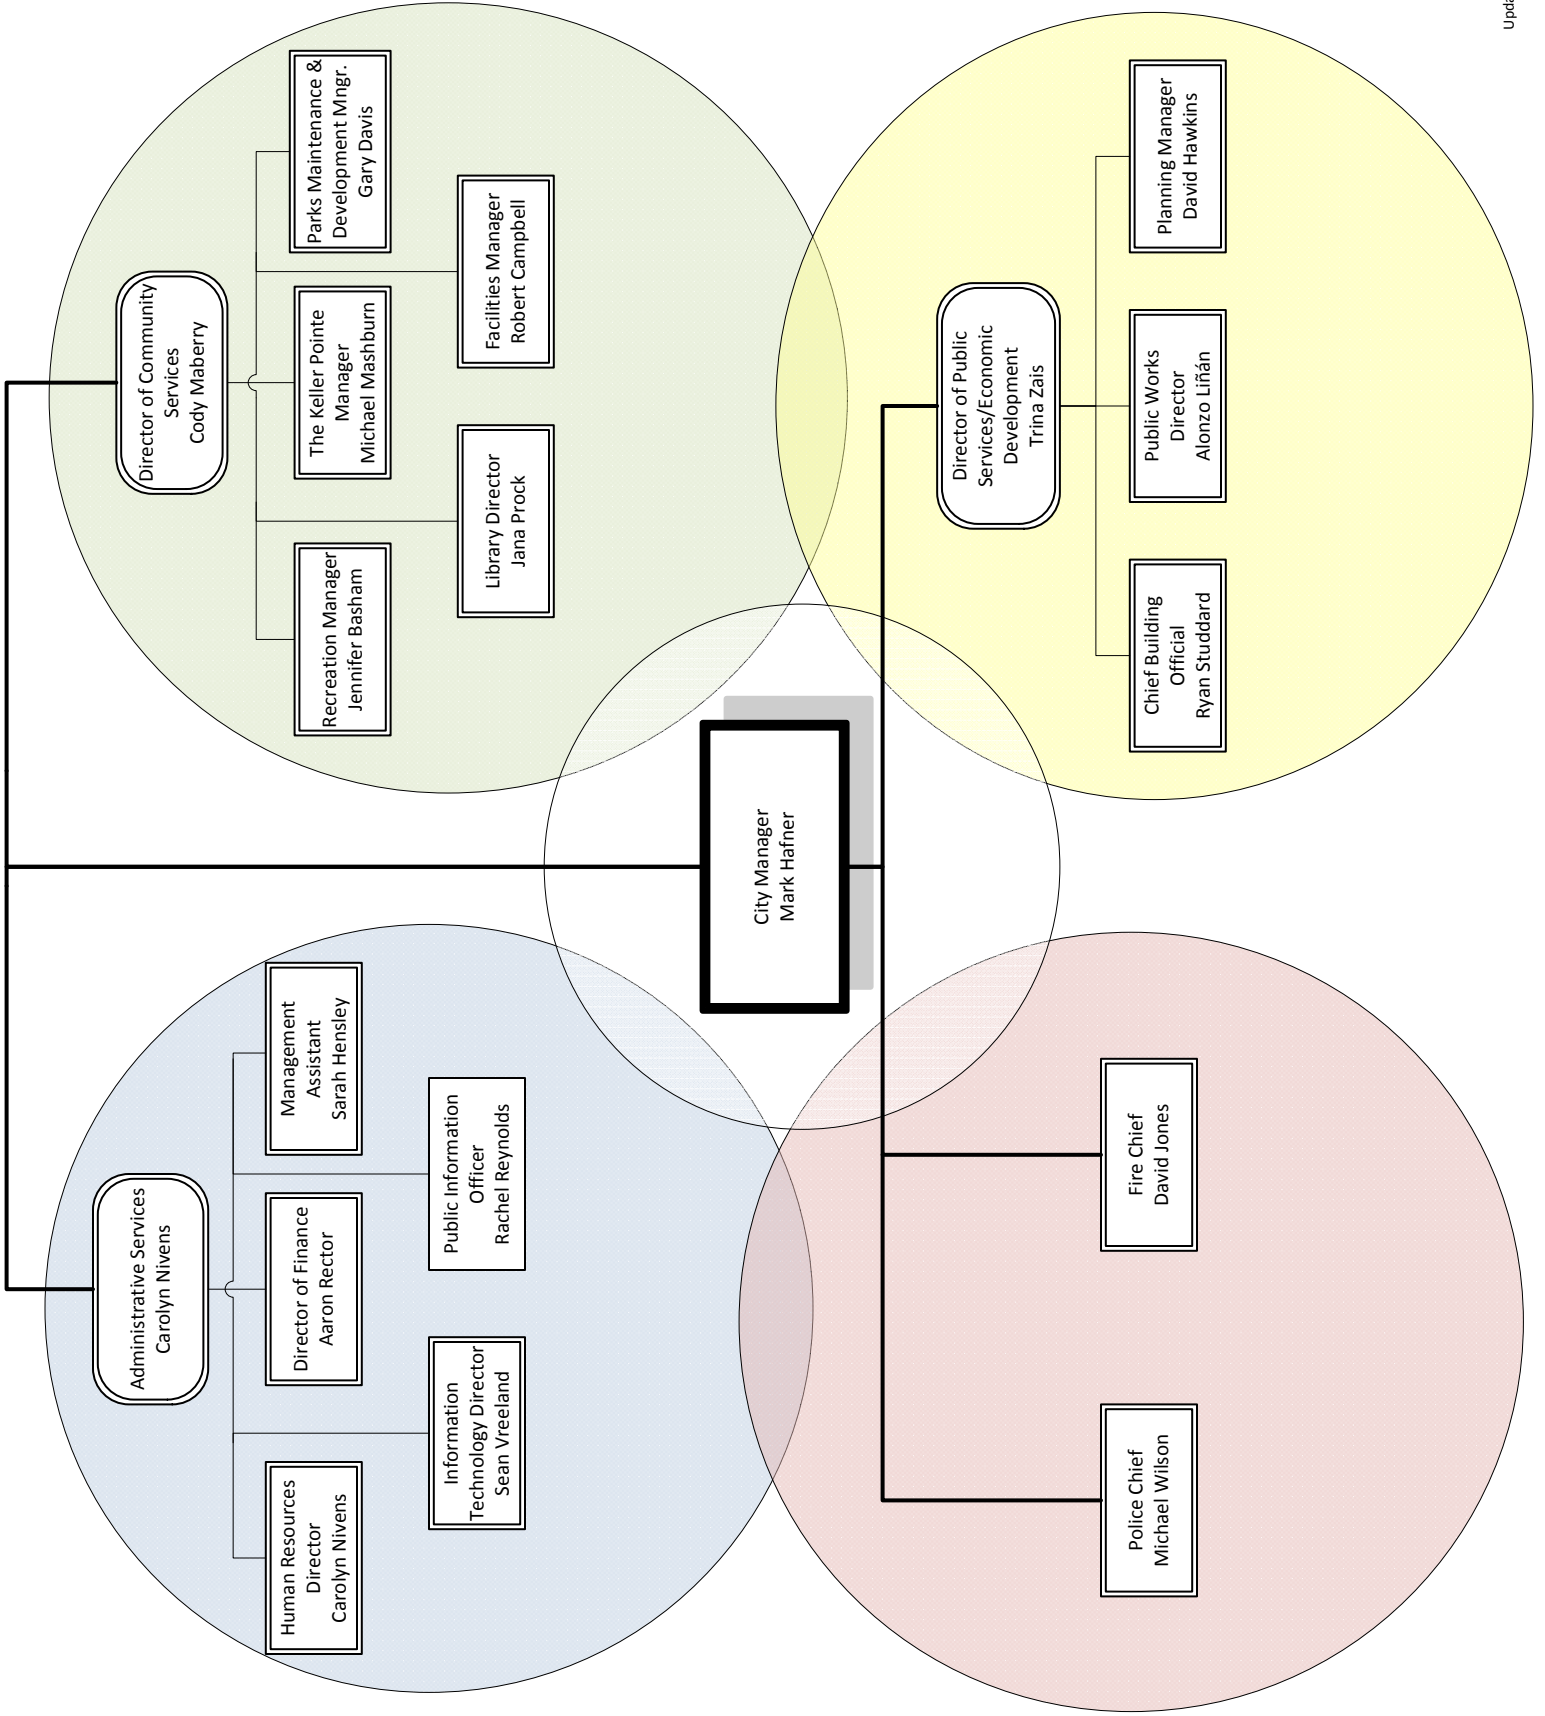 Administrative Services
Carolyn Nivens
Human Resources
Director
Carolyn Nivens
Director of Finance
Aaron Rector
Management
Assistant
Sarah Hensley
Information
Technology Director
Sean Vreeland
Public Information
Officer
Rachel Reynolds
Director of Community
Services
Cody Maberry
Recreation Manager
Jennifer Basham
The Keller Pointe
Manager
Michael Mashburn
Parks Maintenance &
Development Mngr.
Gary Davis
Library Director
Jana Prock
Facilities Manager
Robert Campbell
City Manager
Mark Hafner
Police Chief
Michael Wilson
Fire Chief
David Jones
Director of Public
Services/Economic
Development
Trina Zais
Chief Building
Official
Ryan Studdard
Public Works
Director
Alonzo Liñán
Planning Manager
David Hawkins